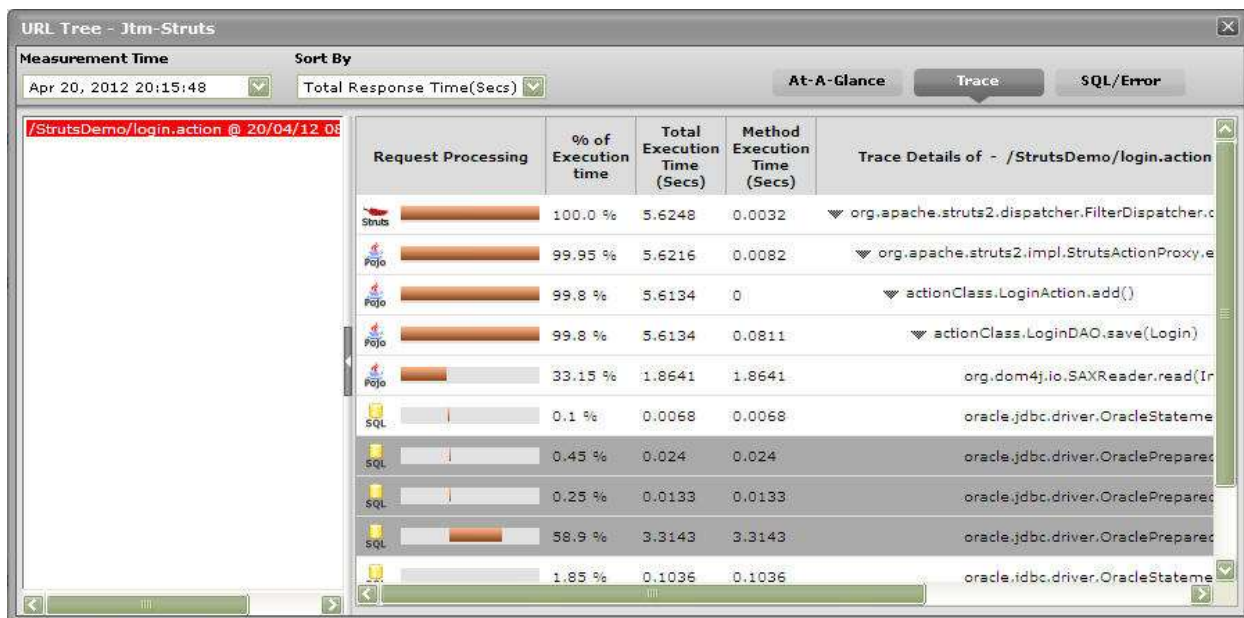 URL Tree - Jtm-Struts
Measurement Time
Sort By
Apr 20, 2012 20:15:48
Total Response Time(Secs)
At-A-Glance
Trace
SQL/Error
/StrutsDemo/login.action @ 20/04/12 08
Request Processing
% of Execution time
Total Execution Time (Secs)
Method Execution Time (Secs)
Trace Details of - /StrutsDemo/login.action
Struts 100.0 % 5.6248 0.0032 org.apache.struts2.dispatcher.FilterDispatcher.
Pojo 99.95 % 5.6216 0.0082 org.apache.struts2.impl.StrutsActionProxy.e
Pojo 99.8 % 5.6134 0 actionClass.LoginAction.add()
Pojo 99.8 % 5.6134 0.0811 actionClass.LoginDAO.save(Login)
Pojo 33.15 % 1.8641 1.8641 org.dom4j.io.SAXReader.read(Ir
SQL 0.1 % 0.0068 0.0068 oracle.jdbc.driver.OracleStateme
SQL 0.45 % 0.024 0.024 oracle.jdbc.driver.OraclePrepared
SQL 0.25 % 0.0133 0.0133 oracle.jdbc.driver.OraclePrepared
SQL 58.9 % 3.3143 3.3143 oracle.jdbc.driver.OraclePrepared
1.85 % 0.1036 0.1036 oracle.jdbc.driver.OracleStateme